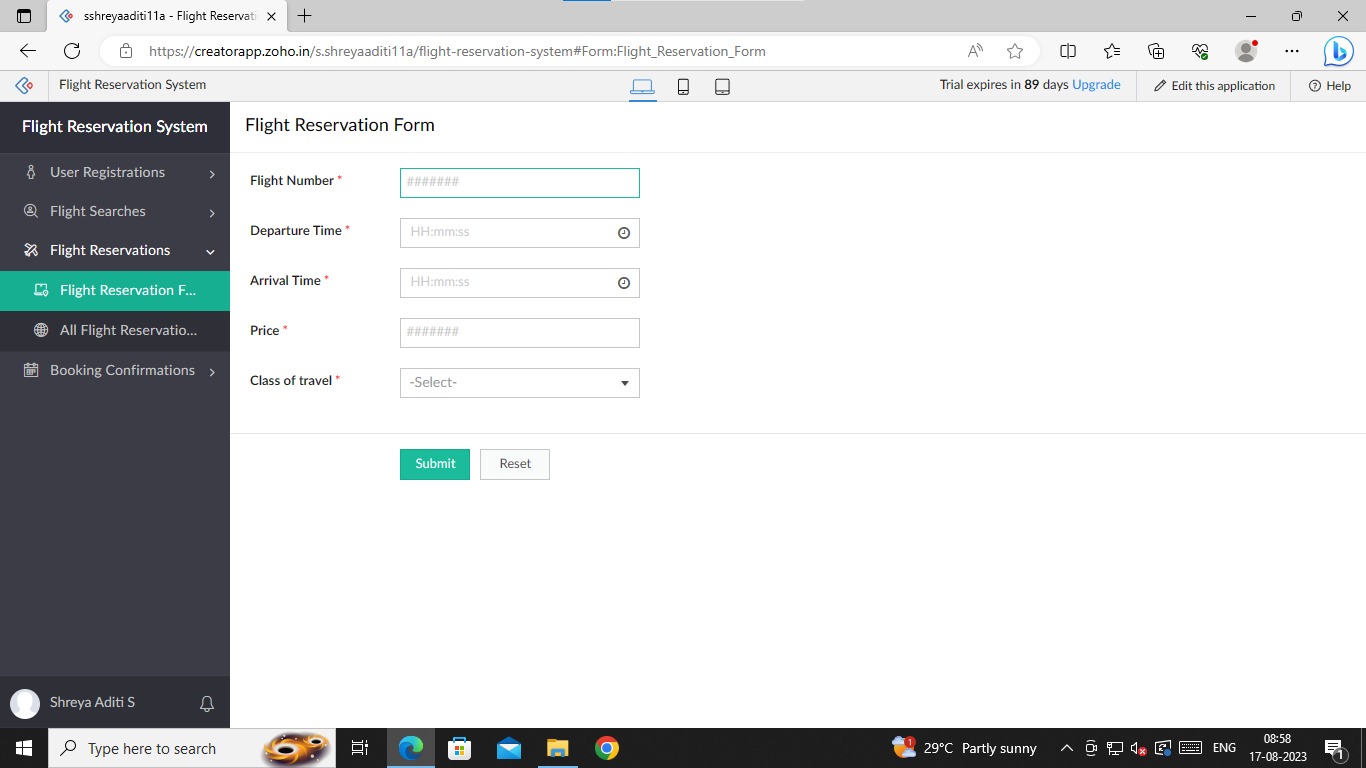 sshreyaaditi11a - Flight Reservati
https://creatorapp.zoho.in/s.shreyaaditi11a/flight-reservation-system#Form:Flight_Reservation_Form
Flight Reservation System
Trial expires in 89 days Upgrade
Edit this application
Help
Flight Reservation System
User Registrations
Flight Searches
Flight Reservations
Flight Reservation F...
All Flight Reservatio...
Booking Confirmations
Shreya Aditi S
Flight Reservation Form
Flight Number *
#######
Departure Time *
HH:mm:ss
Arrival Time *
HH:mm:ss
Price *
#######
Class of travel *
-Select-
Submit
Reset
Type here to search
1
29°C Partly sunny
ENG
08:58
17-08-2023
1